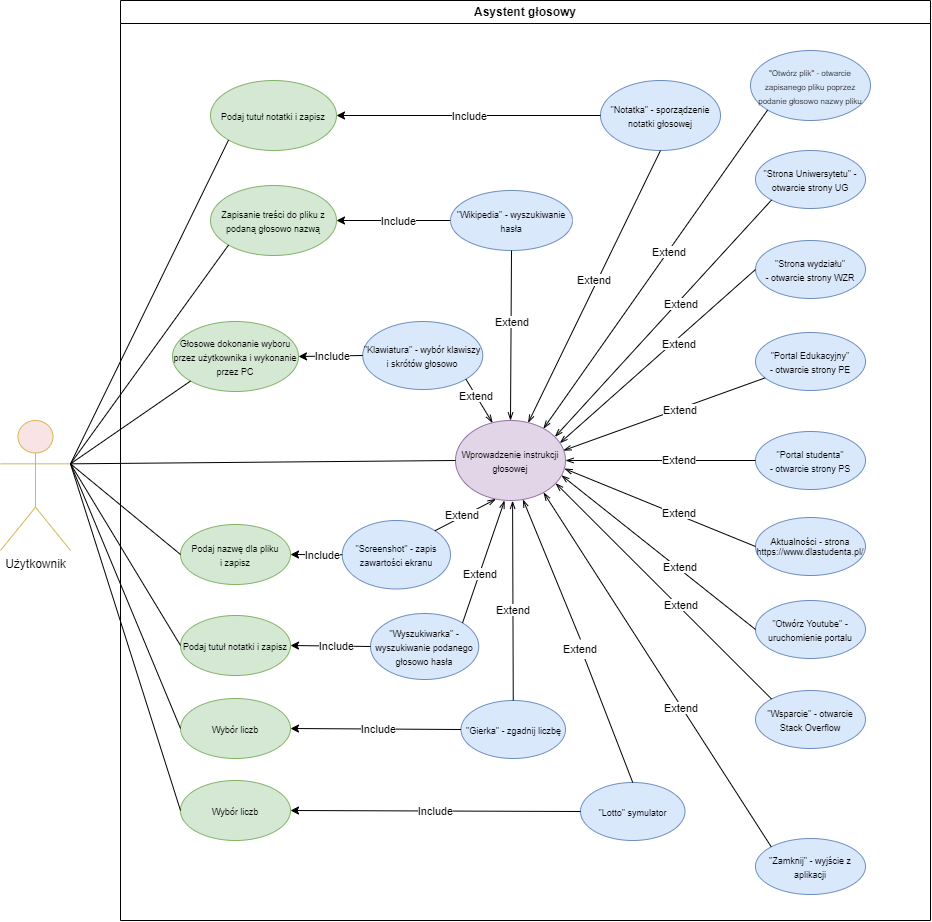 Asystent głosowy
"Otwórz plik" - otwarcie
zapisanego pliku poprzez
podanie głosowo nazwy pliku
Podaj tutuł notatki i zapisz
Include
"Notatka" - sporządzenie
notatki głosowej
"Strona Uniwersytetu" -
otwarcie strony UG
Zapisanie treści do pliku z
podaną głosowo nazwą
Include
"Wikipedia" - wyszukiwanie
hasła
Extend
Extend
"Strona wydziału"
- otwarcie strony WZR
Extend
Extend
Extend
Głosowe dokonanie wyboru
przez użytkownika i wykonanie
przez PC
Include
"Klawiatura" - wybór klawiszy
i skrótów głosowo
"Portal Edukacyjny"
- otwarcie strony PE
Extend
Extend
Wprowadzenie instrukcji
głosowej
Extend
"Portal studenta"
- otwarcie strony PS
Extend
Extend
Użytkownik
Podaj nazwę dla pliku
i zapisz
Include
"Screenshot" - zapis
zawartości ekranu
Aktualności - strona
https://www.dlastudenta.pl/
Extend
Extend
Extend
Extend
"Otwórz Youtube" -
uruchomienie portalu
Podaj tutuł notatki i zapisz
Include
"Wyszukiwarka" -
wyszukiwanie podanego
głosowo hasła
Extend
Extend
"Wsparcie" - otwarcie
Stack Overflow
Wybór liczb
Include
"Gierka" - zgadnij liczbę
Wybór liczb
Include
"Lotto" symulator
"Zamknij" - wyjście z
aplikacji